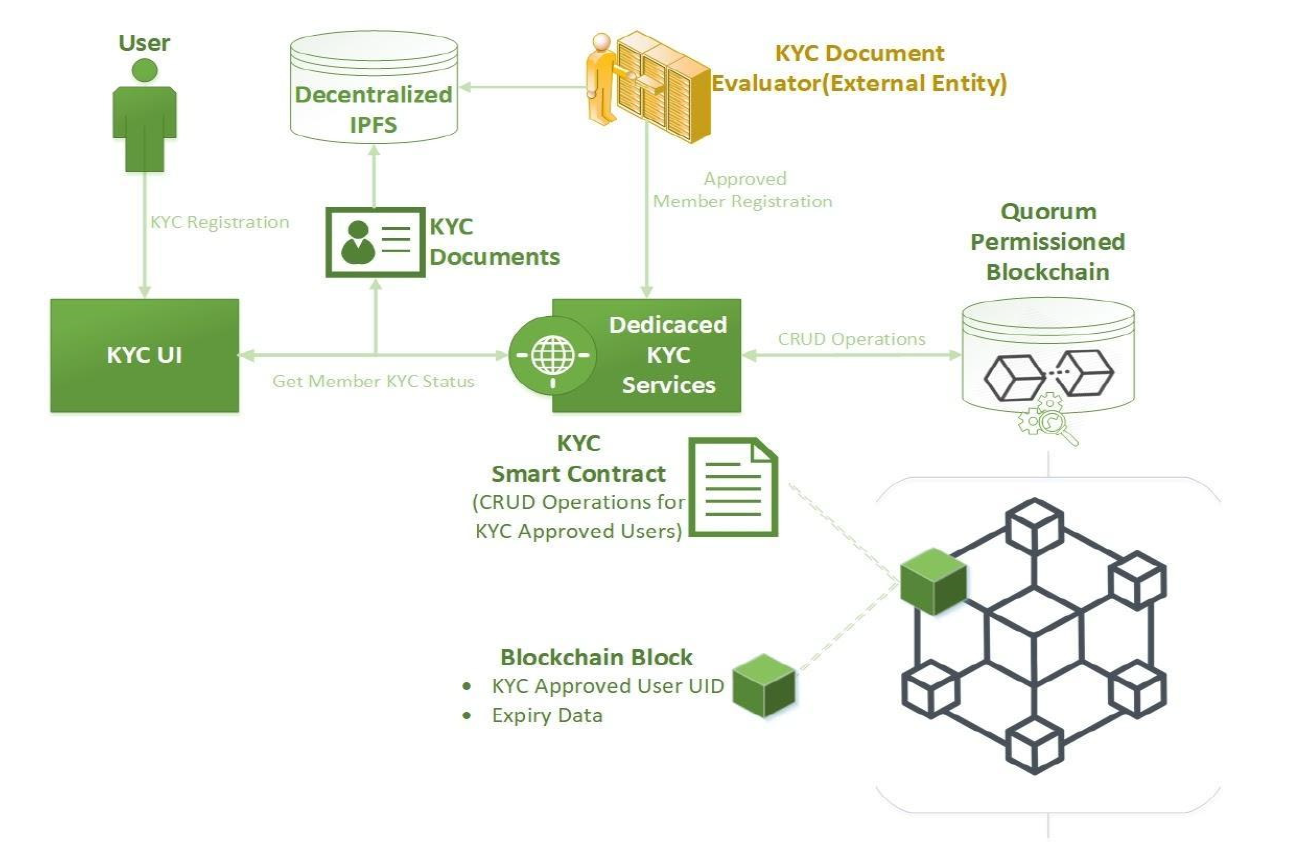 User
Decentralized
IPFS
KYC Document
Evaluator(External Entity)
KYC Registration
KYC
Documents
Approved
Member Registration
Quorum
Permissioned
Blockchain
KYC UI
Get Member KYC Status
Dedicaced
KYC
Services
CRUD Operations
KYC
Smart Contract
(CRUD Operations for
KYC Approved Users)
Blockchain Block
• KYC Approved User UID
• Expiry Data